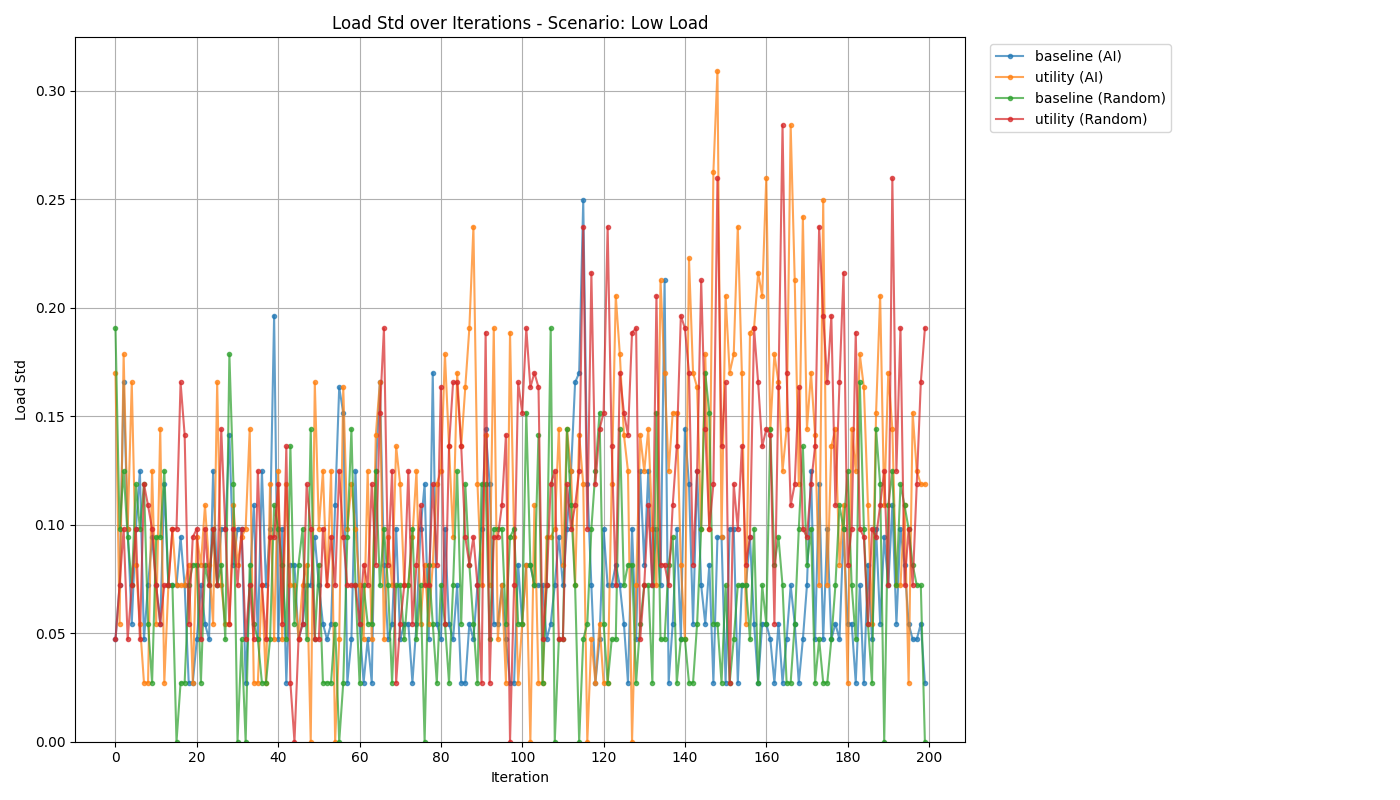 Load Std over Iterations - Scenario: Low Load
baseline (AI)
utility (AI)
baseline (Random)
utility (Random)
Load Std
0.30
0.25
0.20
0.15
0.10
0.05
0.00
0 20 40 60 80 100 120 140 160 180 200
Iteration